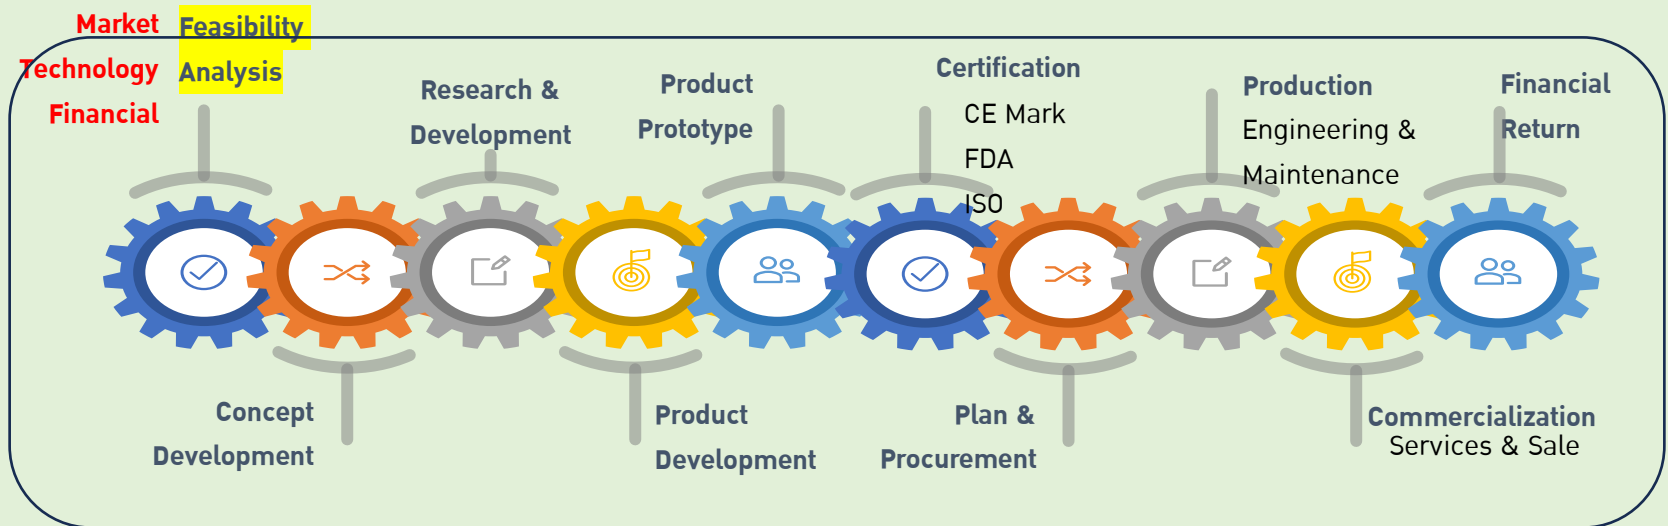 Market
Technology
Financial
Feasibility
Analysis
Concept
Development
Research &
Development
Product
Development
Product
Prototype
Certification
CE Mark
FDA
ISO
Plan &
Procurement
Production
Engineering &
Maintenance
Commercialization
Services & Sale
Financial
Return